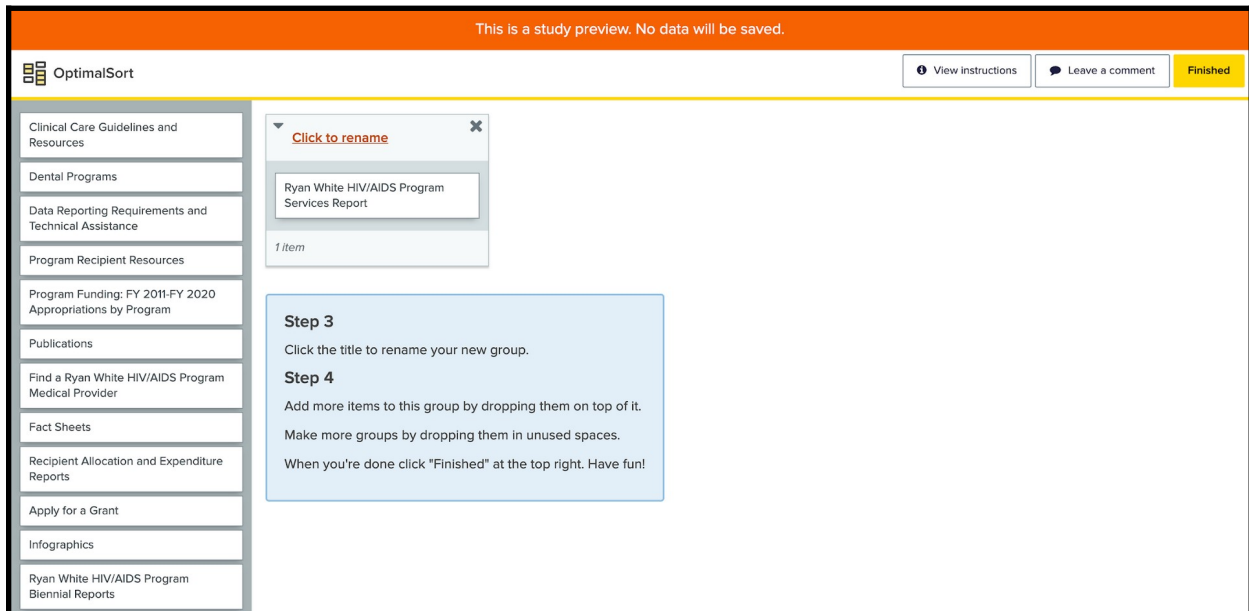 This is a study preview. No data will be saved.
OptimalSort
View instructions
Leave a comment
Finished
Clinical Care Guidelines and
Resources
Dental Programs
Data Reporting Requirements and
Technical Assistance
Program Recipient Resources
Program Funding: FY 2011-FY 2020
Appropriations by Program
Publications
Find a Ryan White HIV/AIDS Program
Medical Provider
Fact Sheets
Recipient Allocation and Expenditure
Reports
Apply for a Grant
Infographics
Ryan White HIV/AIDS Program
Biennial Reports
Click to rename
Ryan White HIV/AIDS Program
Services Report
1 item
Step 3
Click the title to rename your new group.
Step 4
Add more items to this group by dropping them on top of it.
Make more groups by dropping them in unused spaces.
When you're done click "Finished" at the top right. Have fun!